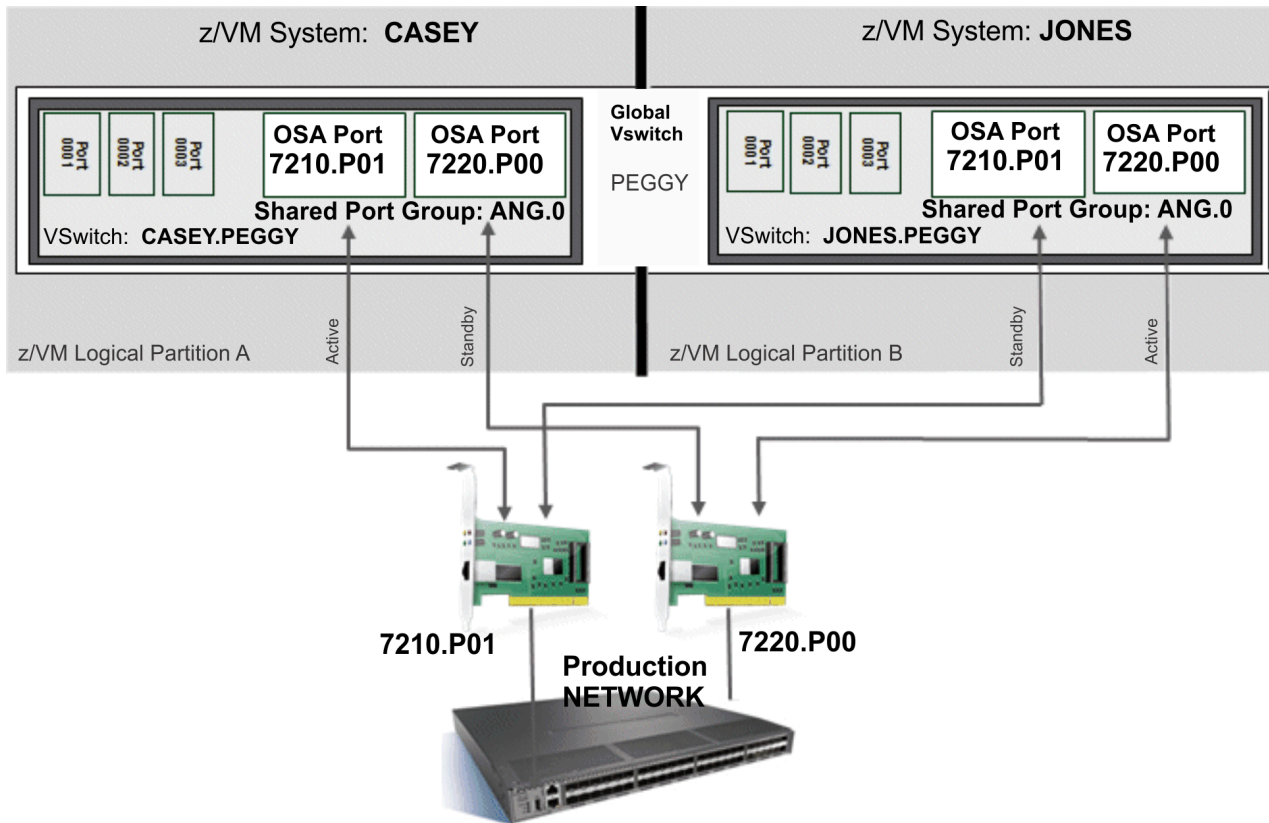 z/VM System: CASEY
z/VM System: JONES
Port 0001
Port 0002
Port 0003
OSA Port
7210.P01
OSA Port
7220.P00
Shared Port Group: ANG.0
VSwitch: CASEY.PEGGY
Global
Vswitch
PEGGY
Port 0001
Port 0002
Port 0003
OSA Port
7210.P01
OSA Port
7220.P00
Shared Port Group: ANG.0
VSwitch: JONES.PEGGY
Active
Standby
Standby
Active
z/VM Logical Partition A
z/VM Logical Partition B
7210.P01
7220.P00
Production
NETWORK